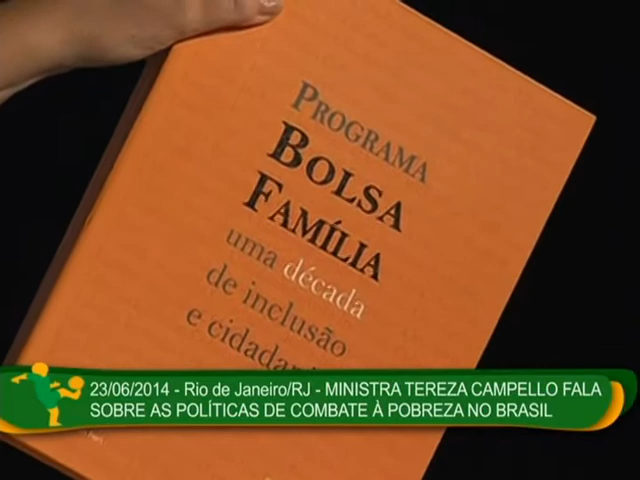 PROGRAMA
BOLSA
FAMÍLIA
uma década
de inclusão
23/06/2014 - Rio de Janeiro/RJ - MINISTRA TEREZA CAMPELLO FALA
SOBRE AS POLÍTICAS DE COMBATE À POBREZA NO BRASIL